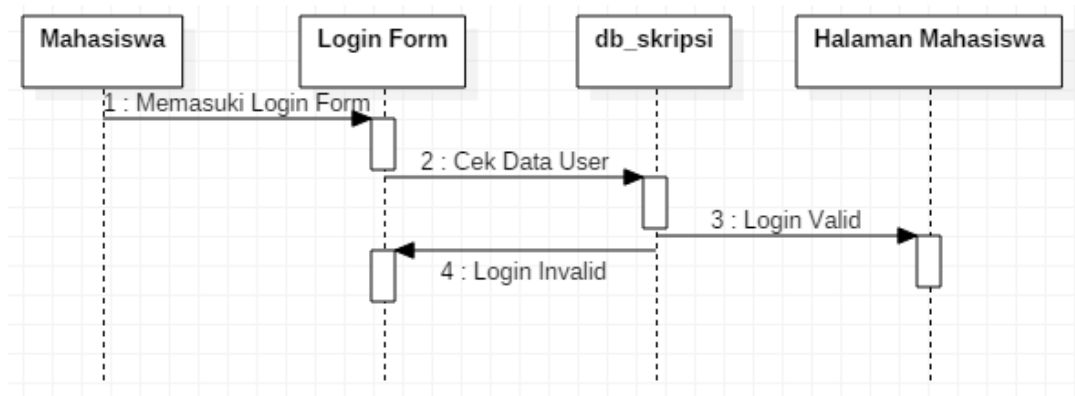 Mahasiswa
Login Form
db_skripsi
Halaman Mahasiswa
1 : Memasuki Login Form
2 : Cek Data User
3 : Login Valid
4 : Login Invalid